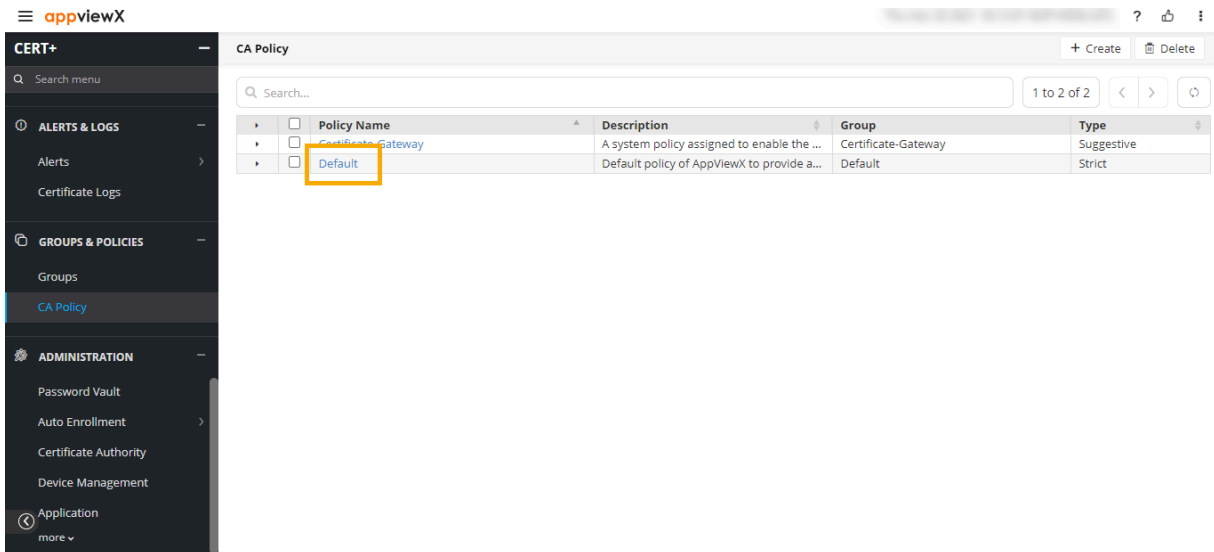 appviewX
?
CERT+
CA Policy
+ Create
Delete
Search menu
Search...
1 to 2 of 2
ALERTS & LOGS
Policy Name Description Group Type
Certificate-Gateway A system policy assigned to enable the ... Certificate-Gateway Suggestive
Default Default policy of AppViewX to provide a... Default Strict
Alerts
Certificate Logs
GROUPS & POLICIES
Groups
CA Policy
ADMINISTRATION
Password Vault
Auto Enrollment
Certificate Authority
Device Management
Application
more